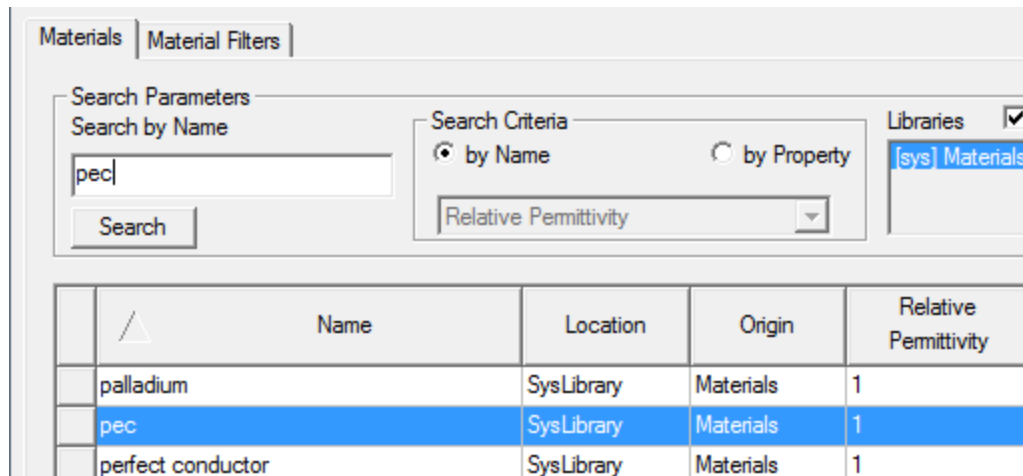 Materials Material Filters
Search Parameters
Search by Name
pec
Search
Search Criteria
by Name by Property
Relative Permittivity
Libraries
[sys] Materials
Name Location Origin Relative Permittivity
palladium SysLibrary Materials 1
pec SysLibrary Materials 1
perfect conductor SysLibrary Materials 1